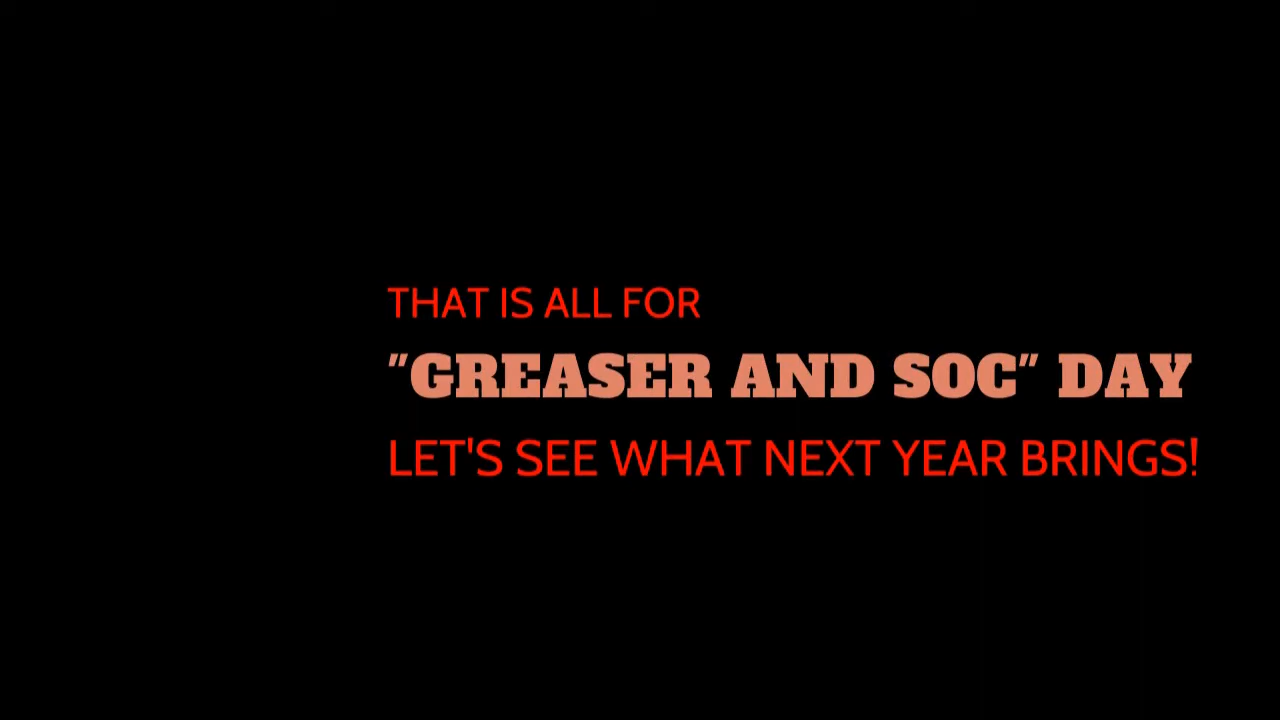 THAT IS ALL FOR
"GREASER AND SOC" DAY
LET'S SEE WHAT NEXT YEAR BRINGS!